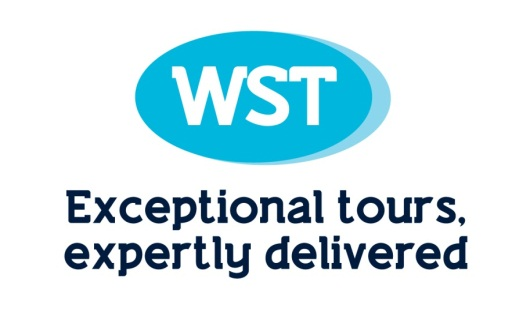 WST
Exceptional tours,
expertly delivered